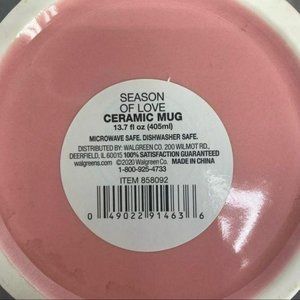 SEASON
OF LOVE
CERAMIC MUG
13.7 fl oz (405ml)
MICROWAVE SAFE. DISHWASHER SAFE.
DISTRIBUTED BY: WALGREEN CO. 200 WILMOT RD.,
DEERFIELD, IL 60015 100% SATISFACTION GUARANTEED
walgreens.com ©2020 Walgreen Co. MADE IN CHINA
1-800-925-4733
ITEM 858092
0 49022 91463 6